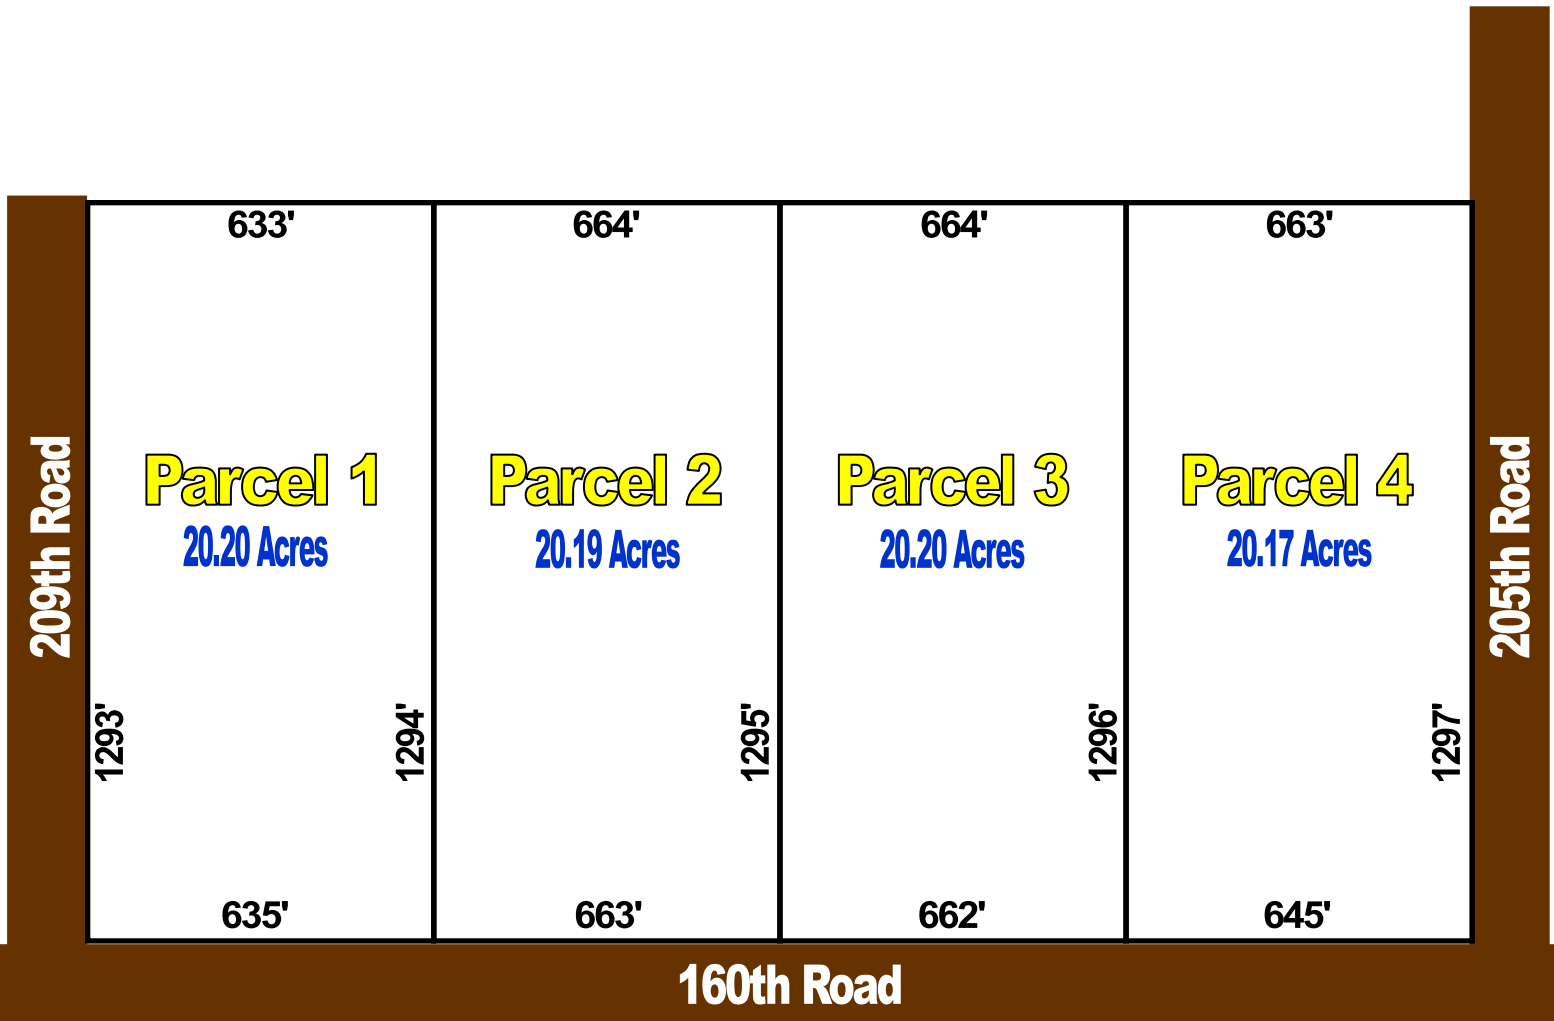 633'
664'
664'
663'
Parcel 1
20.20 Acres
Parcel 2
20.19 Acres
Parcel 3
20.20 Acres
Parcel 4
20.17 Acres
209th Road
205th Road
1293'
1294'
1295'
1296'
1297'
635'
663'
662'
645'
160th Road